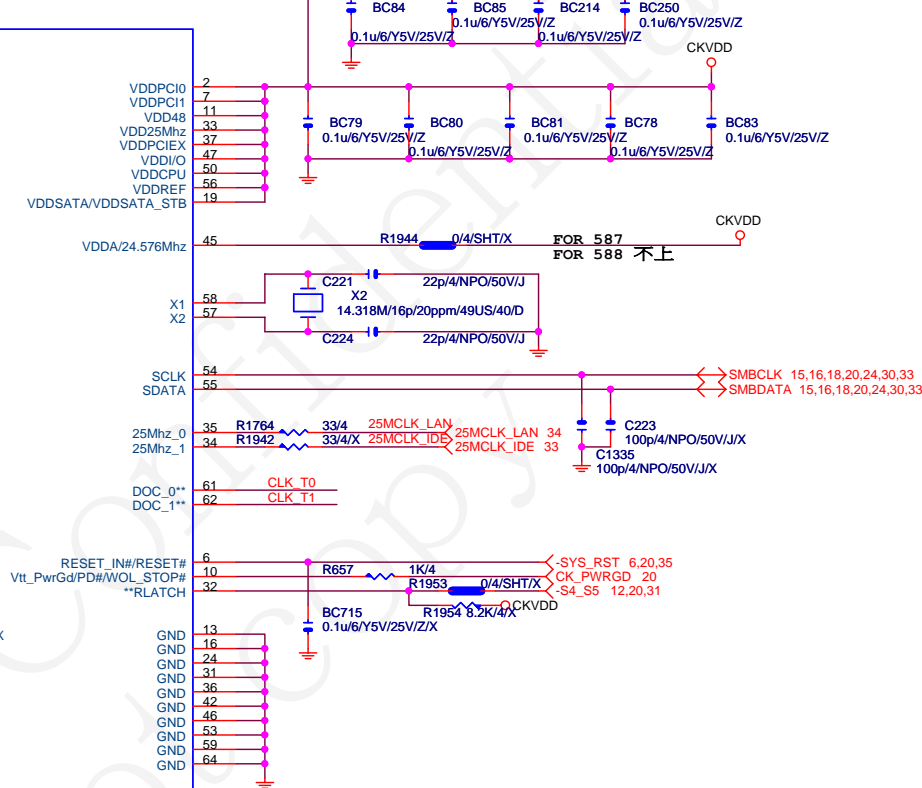 BC84 BC85 BC214 BC250
0.1u/6/Y5V/25V/Z 0.1u/6/Y5V/25V/Z
0.1u/6/Y5V/25V/Z 0.1u/6/Y5V/25V/Z
CKVDD
VDDPCI0 2
VDDPCI1 7
VDD48 11
VDD25Mhz 33
VDDPCIEX 37
VDDI/O 47
VDDCPU 50
VDDREF 56
VDDSATA/VDDSATA_STB 19
BC79 BC80 BC81 BC78 BC83
0.1u/6/Y5V/25V/Z 0.1u/6/Y5V/25V/Z 0.1u/6/Y5V/25V/Z
0.1u/6/Y5V/25V/Z 0.1u/6/Y5V/25V/Z
CKVDD
VDDA/24.576Mhz 45 R1944 0/4/SHT/X FOR 587
FOR 588 不上
C221 22p/4/NPO/50V/J
X1 58 X2
X2 57 14.318M/16p/20ppm/49US/40/D
C224 22p/4/NPO/50V/J
SCLK 54 SMBCLK 15,16,18,20,24,30,33
SDATA 55 SMBDATA 15,16,18,20,24,30,33
25Mhz_0 35 R1764 33/4 25MCLK_LAN 25MCLK_LAN 34
25Mhz_1 34 R1942 33/4/X 25MCLK_IDE 25MCLK_IDE 33
C223
100p/4/NPO/50V/J/X
C1335
100p/4/NPO/50V/J/X
DOC_0** 61 CLK_T0
DOC_1** 62 CLK_T1
RESET_IN#/RESET# 6 -SYS_RST 6,20,35
Vtt_PwrGd/PD#/WOL_STOP# 10 R657 1K/4 CK_PWRGD 20
**RLATCH 32 R1953 0/4/SHT/X -S4_S5 12,20,31
R1954 8.2K/4/X CKVDD
BC715
0.1u/6/Y5V/25V/Z/X
X
GND 13
GND 16
GND 24
GND 31
GND 36
GND 42
GND 46
GND 53
GND 59
GND 64
Confidential
copy